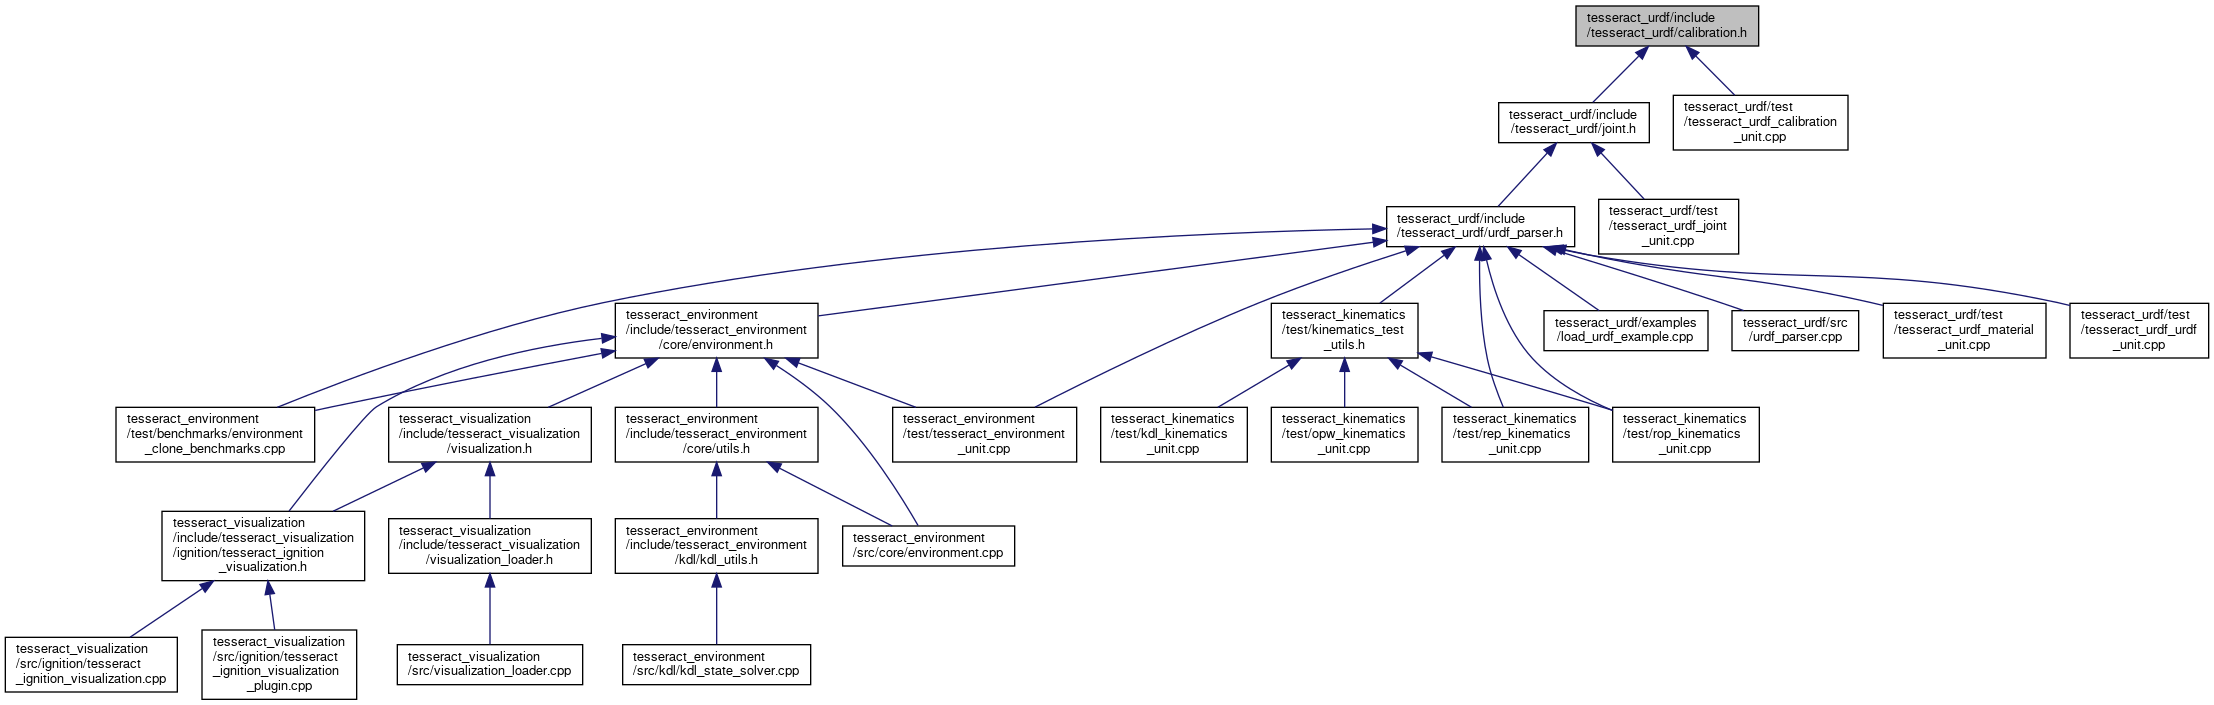 tesseract_urdf/include
/tesseract_urdf/calibration.h
tesseract_urdf/include
/tesseract_urdf/joint.h
tesseract_urdf/test
/tesseract_urdf_calibration
_unit.cpp
tesseract_urdf/include
/tesseract_urdf/urdf_parser.h
tesseract_urdf/test
/tesseract_urdf_joint
_unit.cpp
tesseract_environment
/include/tesseract_environment
/core/environment.h
tesseract_kinematics
/test/kinematics_test
_utils.h
tesseract_urdf/examples
/load_urdf_example.cpp
tesseract_urdf/src
/urdf_parser.cpp
tesseract_urdf/test
/tesseract_urdf_material
_unit.cpp
tesseract_urdf/test
/tesseract_urdf_urdf
_unit.cpp
tesseract_environment
/test/benchmarks/environment
_clone_benchmarks.cpp
tesseract_visualization
/include/tesseract_visualization
/visualization.h
tesseract_environment
/include/tesseract_environment
/core/utils.h
tesseract_environment
/test/tesseract_environment
_unit.cpp
tesseract_kinematics
/test/kdl_kinematics
_unit.cpp
tesseract_kinematics
/test/opw_kinematics
_unit.cpp
tesseract_kinematics
/test/rep_kinematics
_unit.cpp
tesseract_kinematics
/test/rop_kinematics
_unit.cpp
tesseract_visualization
/include/tesseract_visualization
/ignition/tesseract_ignition
_visualization.h
tesseract_visualization
/include/tesseract_visualization
/visualization_loader.h
tesseract_environment
/include/tesseract_environment
/kdl/kdl_utils.h
tesseract_environment
/src/core/environment.cpp
tesseract_visualization
/src/ignition/tesseract
_ignition_visualization.cpp
tesseract_visualization
/src/ignition/tesseract
_ignition_visualization
_plugin.cpp
tesseract_visualization
/src/visualization_loader.cpp
tesseract_environment
/src/kdl/kdl_state_solver.cpp